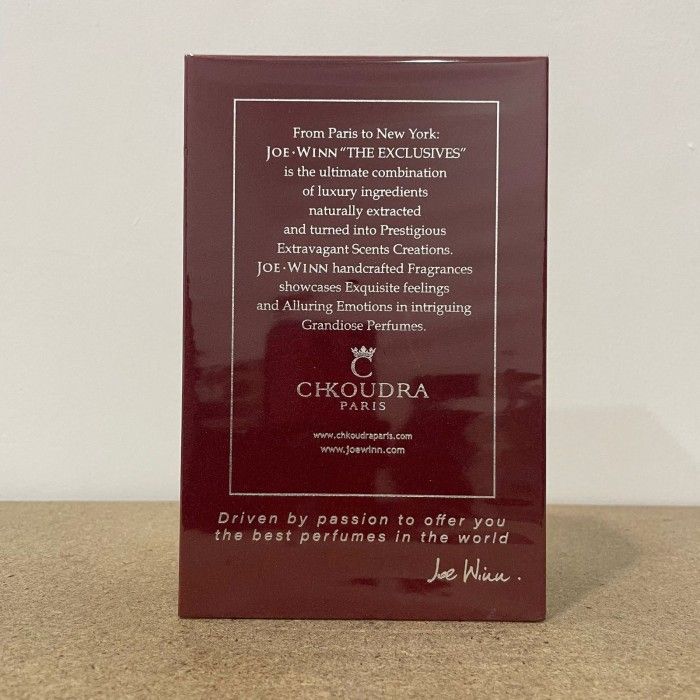 From Paris to New York:
JOE·WINN "THE EXCLUSIVES"
is the ultimate combination
of luxury ingredients
naturally extracted
and turned into Prestigious
Extravagant Scents Creations.
JOE·WINN handcrafted Fragrances
showcases Exquisite feelings
and Alluring Emotions in intriguing
Grandiose Perfumes.
C
CHKOUDRA
PARIS
www.chkoudraparis.com
www.joewinn.com
Driven by passion to offer you
the best perfumes in the world
Joe Winn.